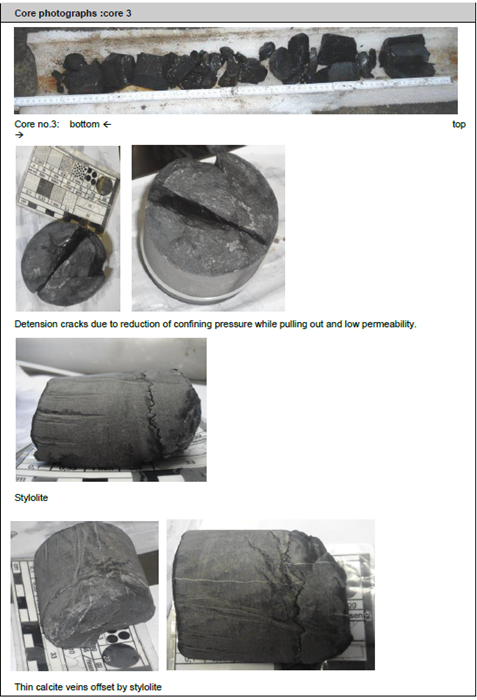 Core photographs :core 3
Core no.3: bottom ← top
→
Detension cracks due to reduction of confining pressure while pulling out and low permeability.
Stylolite
Thin calcite veins offset by stylolite